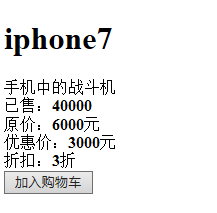 iphone7
手机中的战斗机
已售：40000
原价：6000元
优惠价：3000元
折扣：3折
加入购物车